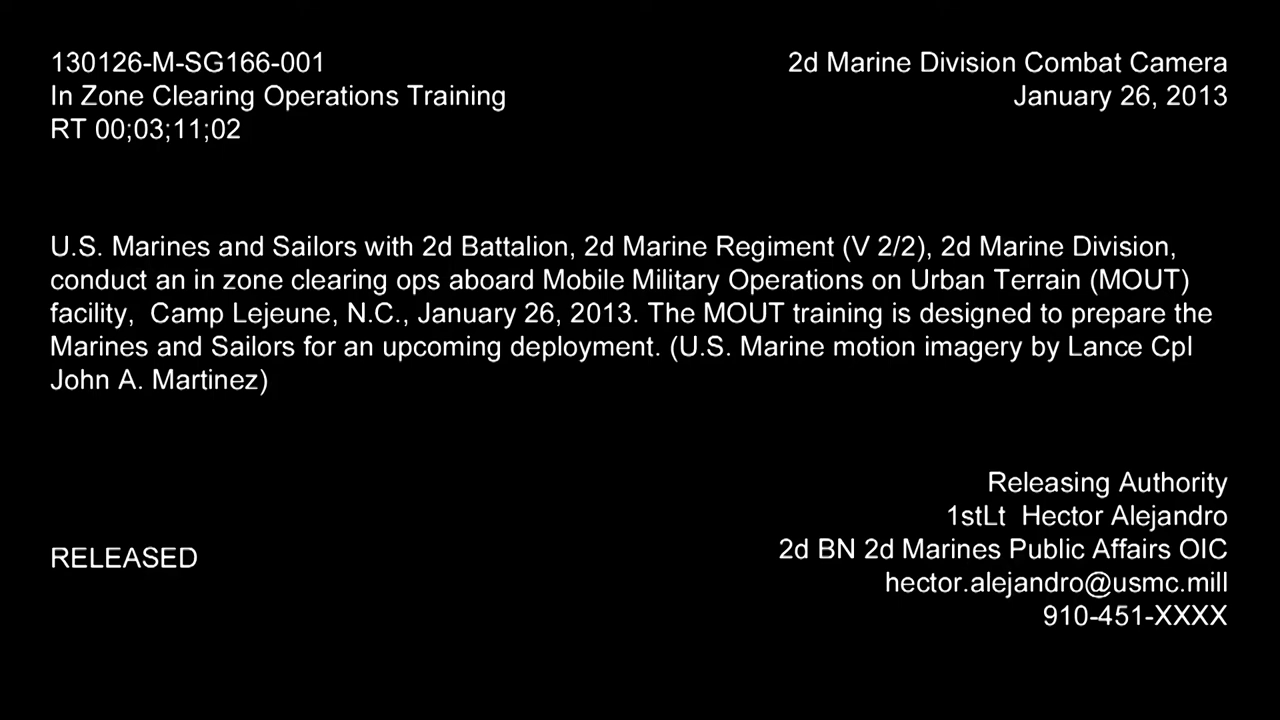 130126-M-SG166-001
In Zone Clearing Operations Training
RT 00;03;11;02
2d Marine Division Combat Camera
January 26, 2013
U.S. Marines and Sailors with 2d Battalion, 2d Marine Regiment (V 2/2), 2d Marine Division,
conduct an in zone clearing ops aboard Mobile Military Operations on Urban Terrain (MOUT)
facility,  Camp Lejeune, N.C., January 26, 2013. The MOUT training is designed to prepare the
Marines and Sailors for an upcoming deployment. (U.S. Marine motion imagery by Lance Cpl
John A. Martinez)
RELEASED
Releasing Authority
1stLt  Hector Alejandro
2d BN 2d Marines Public Affairs OIC
hector.alejandro@usmc.mill
910-451-XXXX